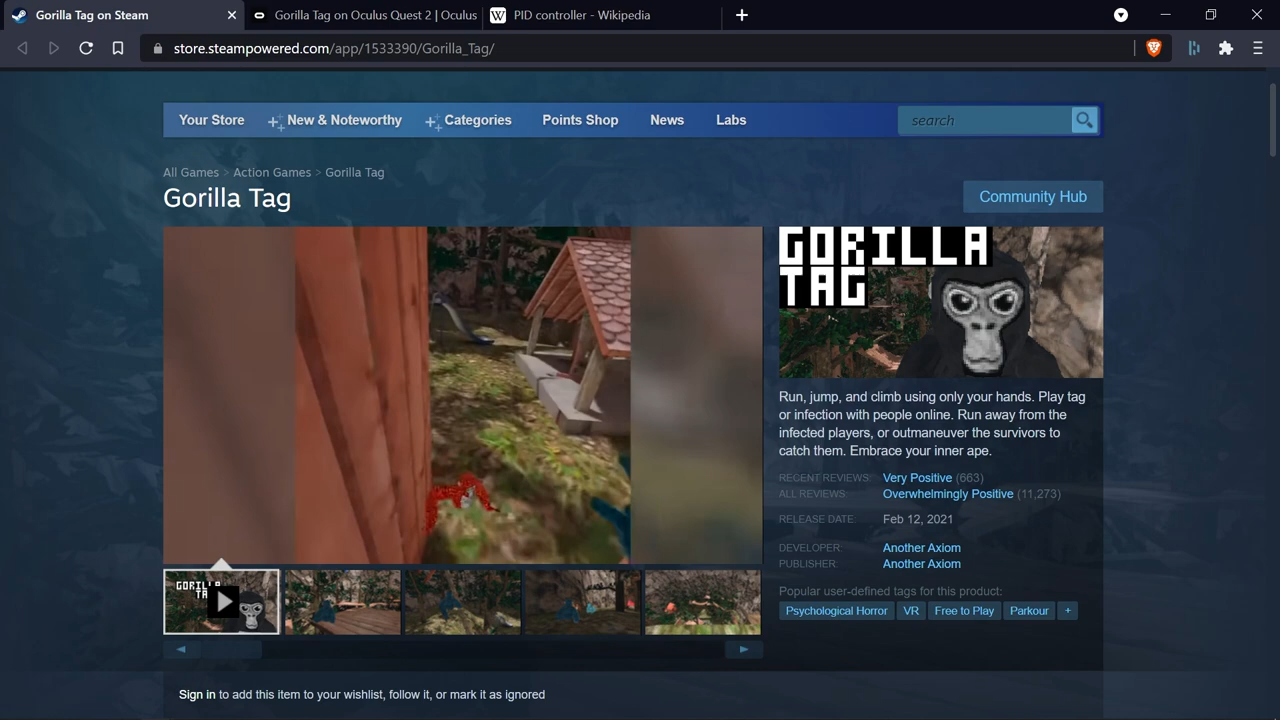 Gorilla Tag on Steam
Gorilla Tag on Oculus Quest 2 | Oculus
W PID controller - Wikipedia
store.steampowered.com/app/1533390/Gorilla_Tag/
Your Store
New & Noteworthy
Categories
Points Shop
News
Labs
search
All Games > Action Games > Gorilla Tag
Gorilla Tag
Community Hub
GORILLA
TAG
Run, jump, and climb using only your hands. Play tag
or infection with people online. Run away from the
infected players, or outmaneuver the survivors to
catch them. Embrace your inner ape.
RECENT REVIEWS: Very Positive (663)
ALL REVIEWS: Overwhelmingly Positive (11,273)
RELEASE DATE: Feb 12, 2021
DEVELOPER: Another Axiom
PUBLISHER: Another Axiom
Popular user-defined tags for this product:
Psychological Horror VR Free to Play Parkour +
GORILLA
TAG
Sign in to add this item to your wishlist, follow it, or mark it as ignored